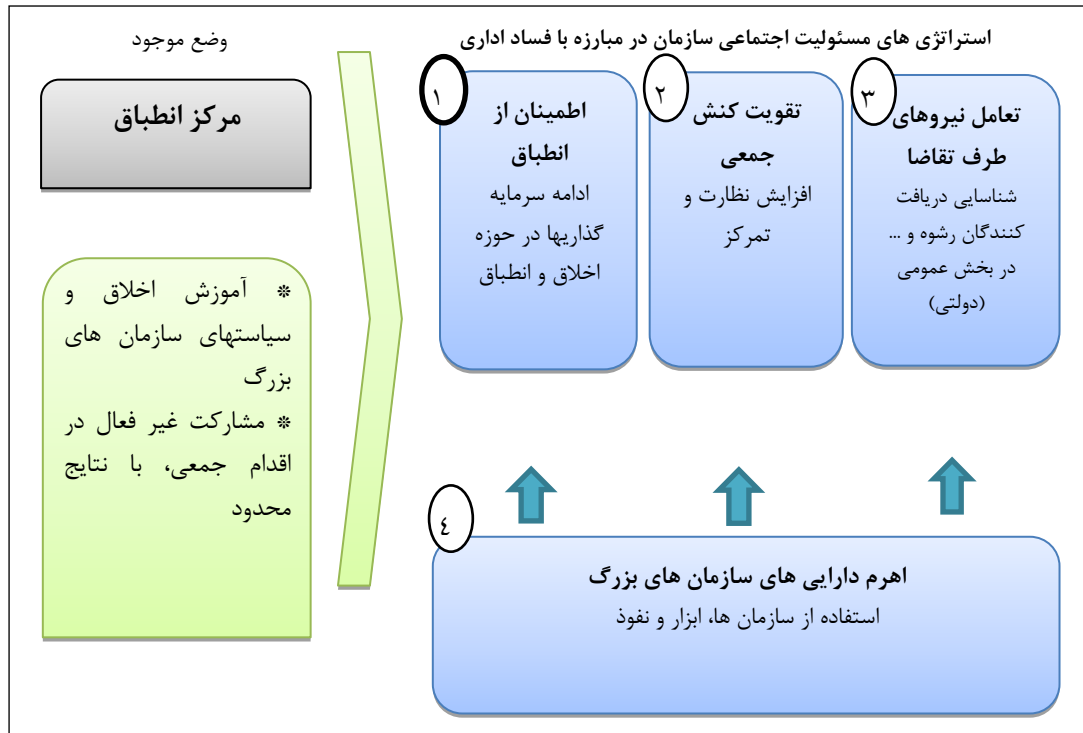 وضع موجود
مرکز انطباق
* آموزش اخلاق و
سیاستهای سازمان های
بزرگ
* مشارکت غیر فعال در
اقدام جمعی، با نتایج
محدود
استراتژی های مسئولیت اجتماعی سازمان در مبارزه با فساد اداری
۱
اطمینان از
انطباق
ادامه سرمایه
گذاریها در حوزه
اخلاق و انطباق
۲
تقویت کنش
جمعی
افزایش نظارت و
تمرکز
۳
تعامل نیروهای
طرف تقاضا
شناسایی دریافت
کنندگان رشوه و ...
در بخش عمومی
(دولتی)
٤
اهرم دارایی های سازمان های بزرگ
استفاده از سازمان ها، ابزار و نفوذ